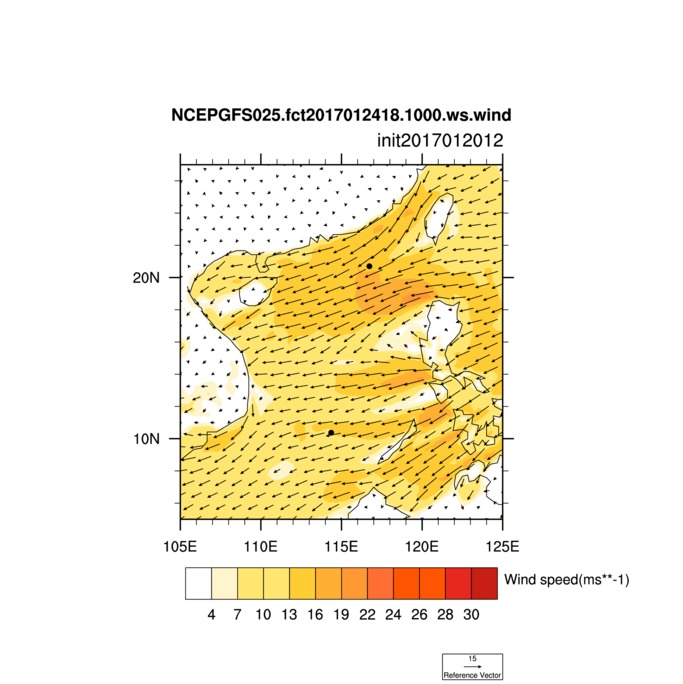 NCEPGFS025.fct2017012418.1000.ws.wind
init2017012012
20N
10N
105E 110E 115E 120E 125E
Wind speed(ms**-1)
4 7 10 13 16 19 22 24 26 28 30
15
Reference Vector